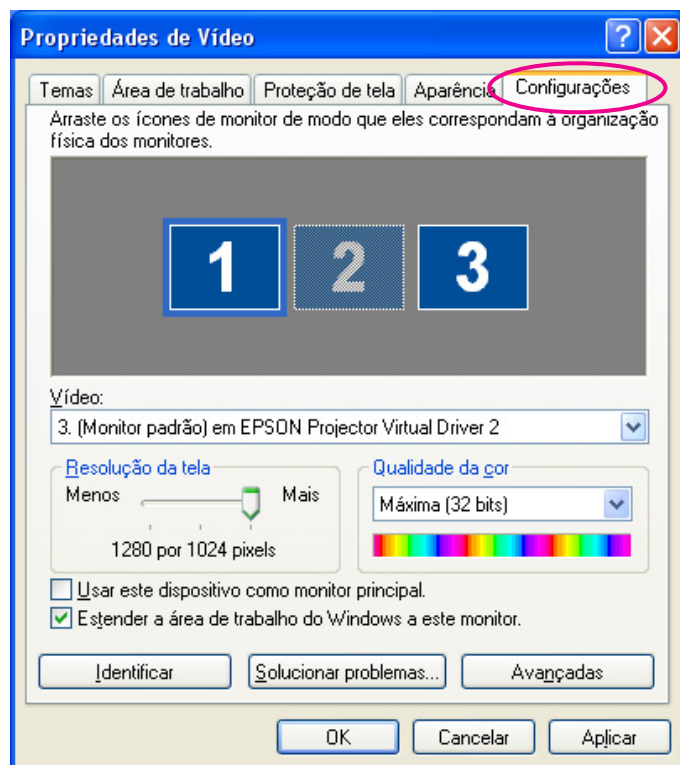 Propriedades de Vídeo
Temas Área de trabalho Proteção de tela Aparência Configurações
Arraste os ícones de monitor de modo que eles correspondam à organização
física dos monitores.
1 2 3
Vídeo:
3. (Monitor padrão) em EPSON Projector Virtual Driver 2
Resolução da tela Qualidade da cor
Menos Mais Máxima (32 bits)
1280 por 1024 pixels
Usar este dispositivo como monitor principal.
Estender a área de trabalho do Windows a este monitor.
Identificar Solucionar problemas... Avançadas
OK Cancelar Aplicar